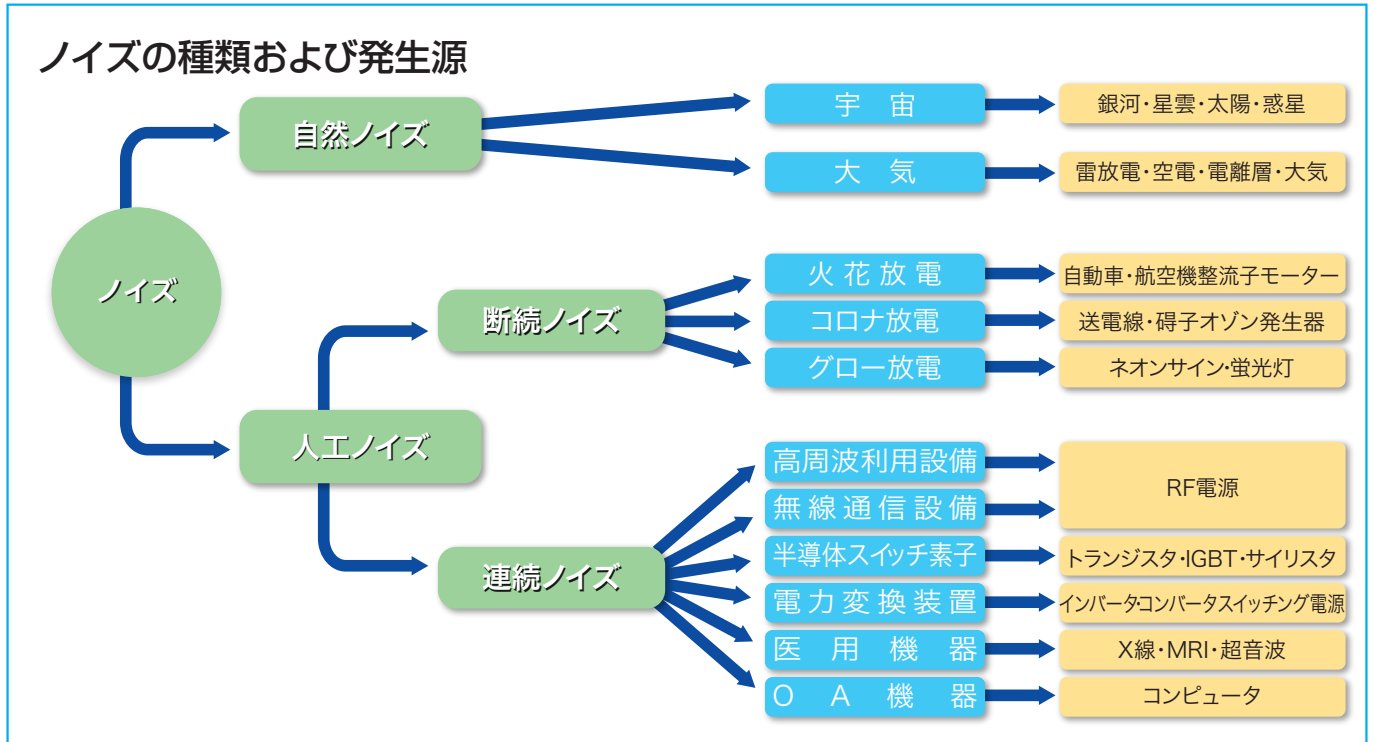 ノイズの種類および発生源
ノイズ
自然ノイズ
宇宙
銀河・星雲・太陽・惑星
大気
雷放電・空電・電離層・大気
人工ノイズ
断続ノイズ
火花放電
自動車・航空機整流子モーター
コロナ放電
送電線・碍子オゾン発生器
グロー放電
ネオンサイン・蛍光灯
連続ノイズ
高周波利用設備
無線通信設備
RF電源
半導体スイッチ素子
トランジスタ・IGBT・サイリスタ
電力変換装置
インバータ・コンバータスイッチング電源
医用機器
X線・MRI・超音波
OA機器
コンピュータ